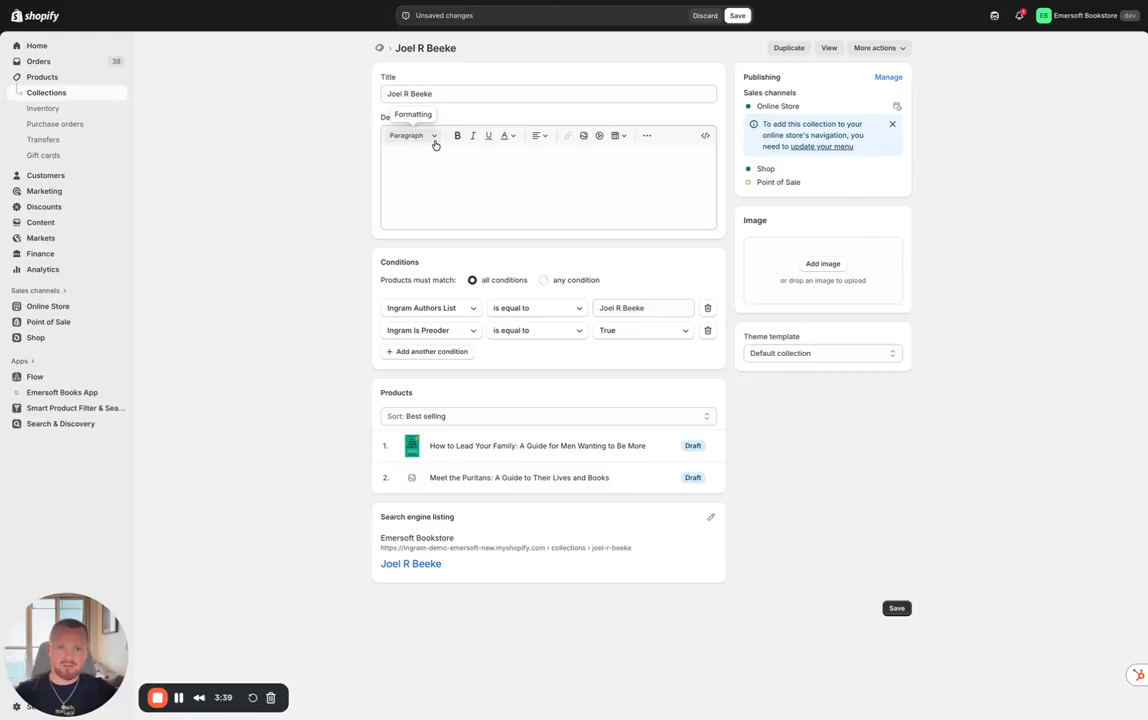 shopify
Unsaved changes
Discard
Save
1
EB
Emersoft Bookstore
dev
Home
Orders
38
Products
Collections
Inventory
Purchase orders
Transfers
Gift cards
Customers
Marketing
Discounts
Content
Markets
Finance
Analytics
Sales channels
Online Store
Point of Sale
Shop
Apps
Flow
Emersoft Books App
Smart Product Filter & Sea...
Search & Discovery
Joel R Beeke
Duplicate
View
More actions
Title
Joel R Beeke
Formatting
Paragraph
B
I
U
A
Conditions
Products must match:
all conditions
any condition
Ingram Authors List
is equal to
Joel R Beeke
Ingram Is Preoder
is equal to
True
+ Add another condition
Products
Sort: Best selling
1.
How to Lead Your Family: A Guide for Men Wanting to Be More
Draft
2.
Meet the Puritans: A Guide to Their Lives and Books
Draft
Search engine listing
Emersoft Bookstore
https://ingram-demo-emersoft-new.myshopify.com › collections › joel-r-beeke
Joel R Beeke
Publishing
Manage
Sales channels
Online Store
To add this collection to your
online store's navigation, you
need to update your menu
Shop
Point of Sale
Image
Add image
or drop an image to upload
Theme template
Default collection
Save
3:39